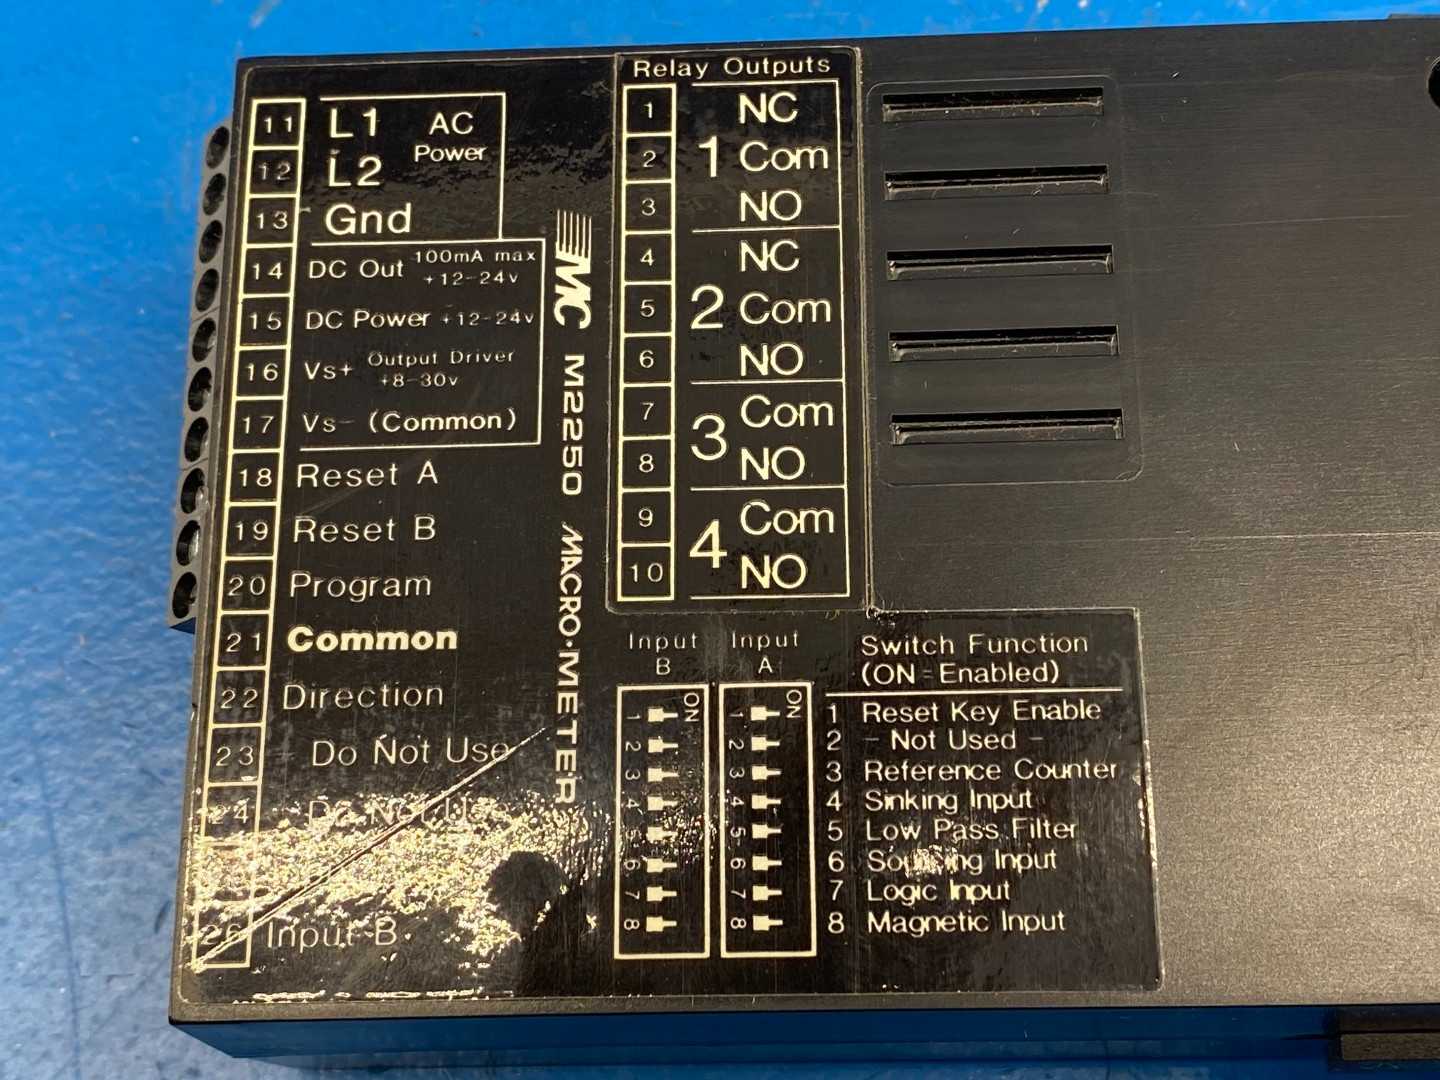 11 L1 AC
12 L2 Power
13 Gnd
14 DC Out 100mA max
+12-24v
15 DC Power +12-24v
16 Vs+ Output Driver
+8-30v
17 Vs- (Common)
18 Reset A
19 Reset B
20 Program
21 Common
22 Direction
23 - Do Not Use
24 - Do Not Use
26 Input B
MC M2250 MACRO·METER
Relay Outputs
1 NC
2 1 Com
3 NO
4 NC
5 2 Com
6 NO
7 3 Com
8 NO
9 4 Com
10 NO
Input B
ON
1
2
3
4
5
6
7
8
Input A
ON
1
2
3
4
5
6
7
8
Switch Function
(ON=Enabled)
1 Reset Key Enable
2 - Not Used -
3 Reference Counter
4 Sinking Input
5 Low Pass Filter
6 Sourcing Input
7 Logic Input
8 Magnetic Input